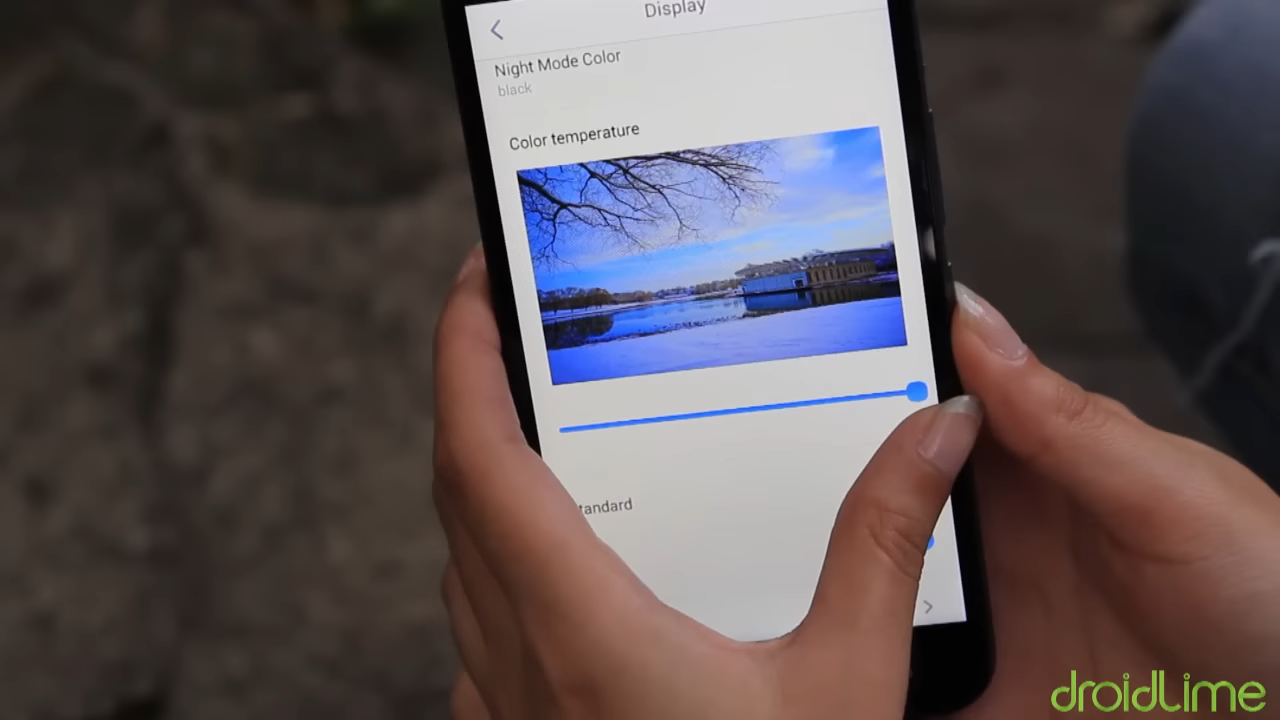 Display
Night Mode Color
black
Color temperature
tandard
droidLime